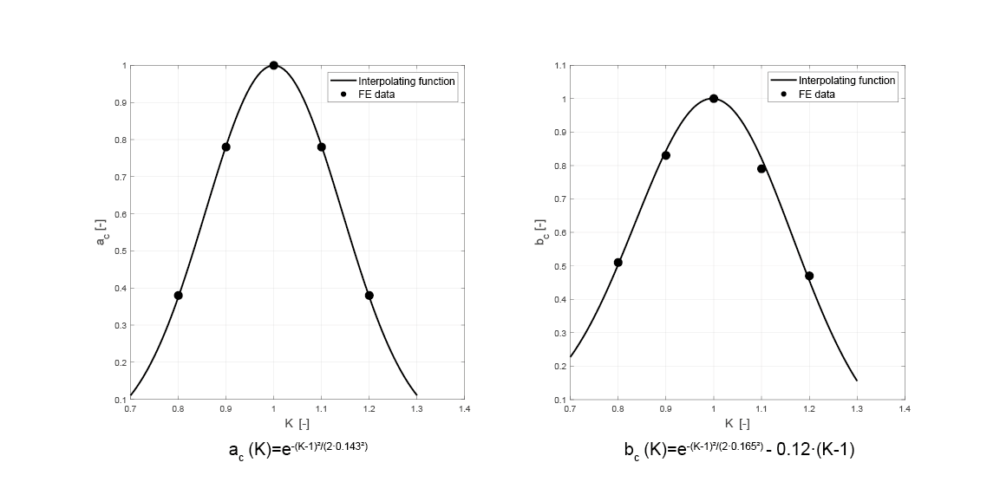 Interpolating function
FE data
1
0.9
0.8
0.7
0.6
0.5
0.4
0.3
0.2
0.1
a_c [-]
0.7 0.8 0.9 1 1.1 1.2 1.3 1.4
K [-]
a_c (K)=e^-(K-1)²/(2·0.143²)
Interpolating function
FE data
1.1
1
0.9
0.8
0.7
0.6
0.5
0.4
0.3
0.2
0.1
b_c [-]
0.7 0.8 0.9 1 1.1 1.2 1.3 1.4
K [-]
b_c (K)=e^-(K-1)²/(2·0.165²) - 0.12·(K-1)